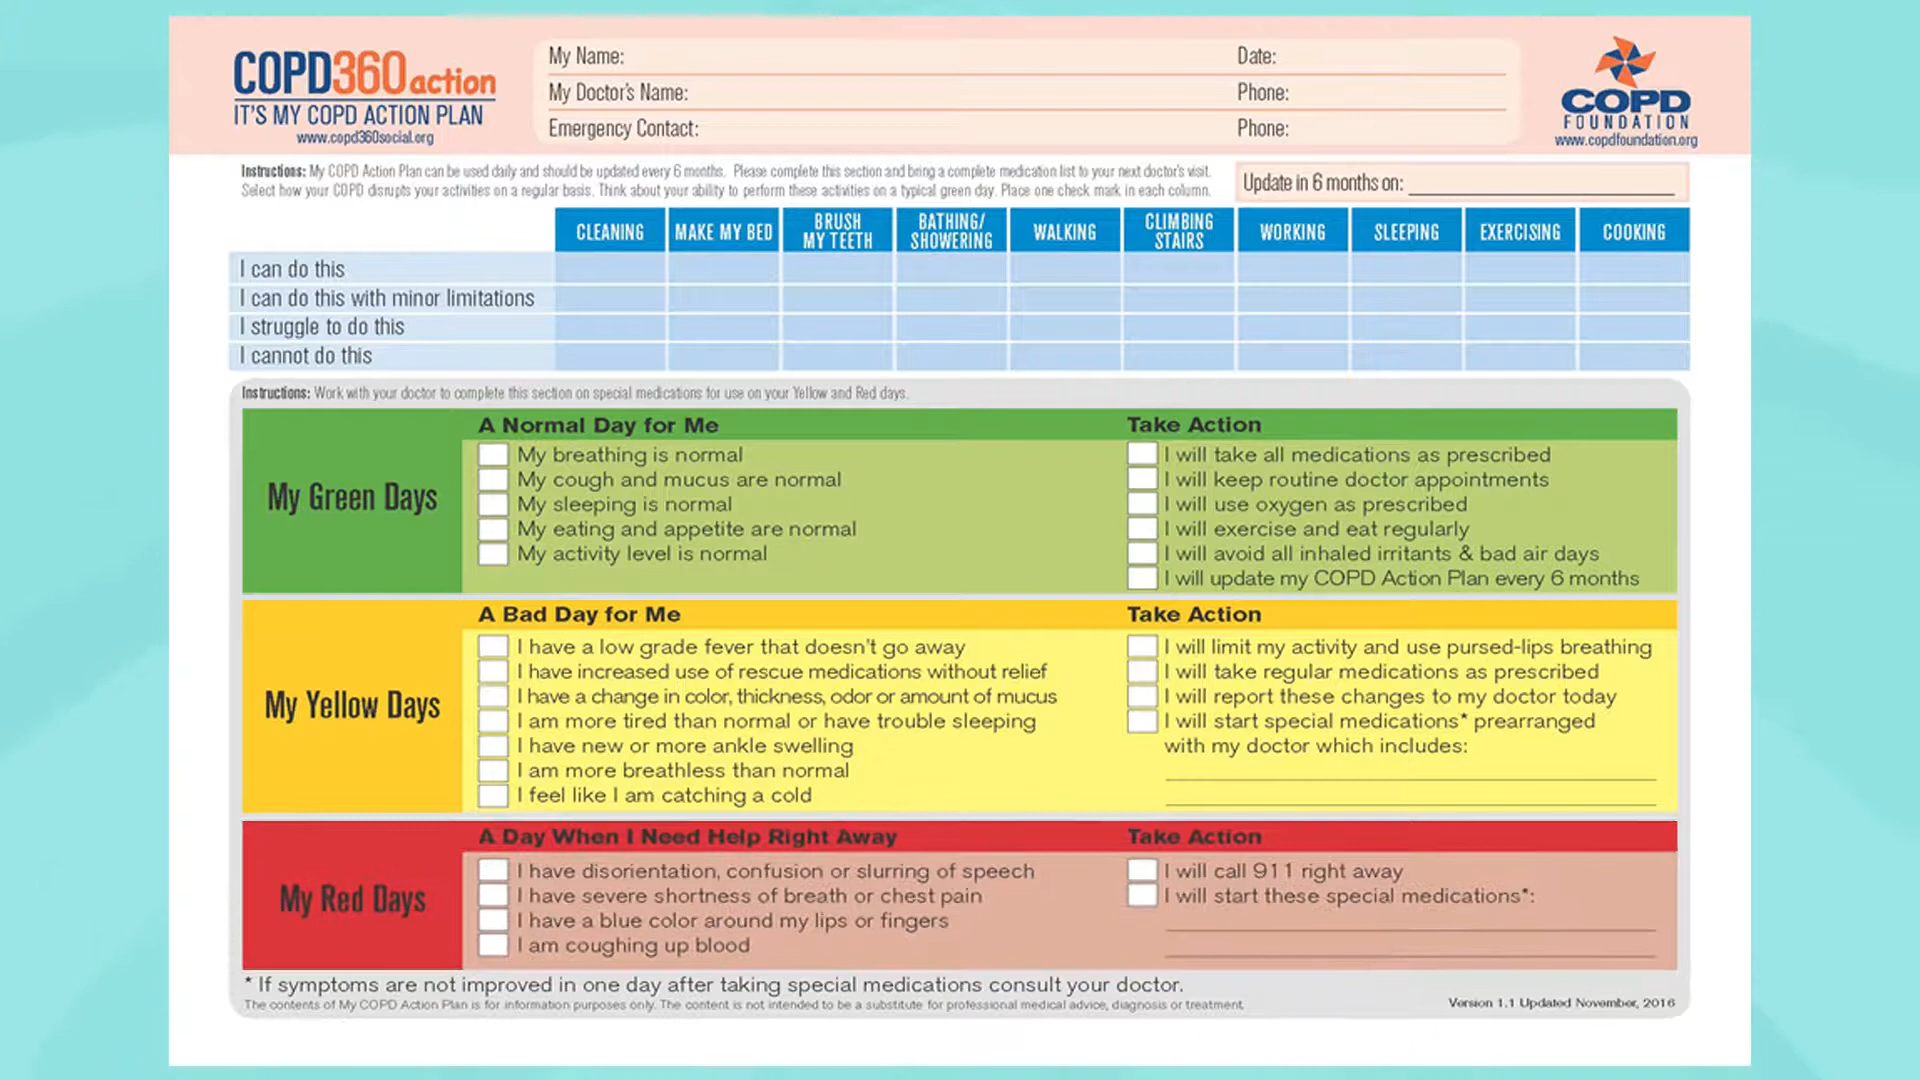 COPD360action
IT'S MY COPD ACTION PLAN
www.copd360social.org
My Name:
Date:
My Doctor's Name:
Phone:
Emergency Contact:
Phone:
COPD
FOUNDATION
www.copdfoundation.org
Instructions: My COPD Action Plan can be used daily and should be updated every 6 months. Please complete this section and bring a complete medication list to your next doctor's visit.
Select how your COPD disrupts your activities on a regular basis. Think about your ability to perform these activities on a typical green day. Place one check mark in each column.
Update in 6 months on:
CLEANING
MAKE MY BED
BRUSH
MY TEETH
BATHING/
SHOWERING
WALKING
CLIMBING
STAIRS
WORKING
SLEEPING
EXERCISING
COOKING
I can do this
I can do this with minor limitations
I struggle to do this
I cannot do this
Instructions: Work with your doctor to complete this section on special medications for use on your Yellow and Red days.
My Green Days
A Normal Day for Me
My breathing is normal
My cough and mucus are normal
My sleeping is normal
My eating and appetite are normal
My activity level is normal
Take Action
I will take all medications as prescribed
I will keep routine doctor appointments
I will use oxygen as prescribed
I will exercise and eat regularly
I will avoid all inhaled irritants & bad air days
I will update my COPD Action Plan every 6 months
My Yellow Days
A Bad Day for Me
I have a low grade fever that doesn't go away
I have increased use of rescue medications without relief
I have a change in color, thickness, odor or amount of mucus
I am more tired than normal or have trouble sleeping
I have new or more ankle swelling
I am more breathless than normal
I feel like I am catching a cold
Take Action
I will limit my activity and use pursed-lips breathing
I will take regular medications as prescribed
I will report these changes to my doctor today
I will start special medications* prearranged
with my doctor which includes:
My Red Days
A Day When I Need Help Right Away
I have disorientation, confusion or slurring of speech
I have severe shortness of breath or chest pain
I have a blue color around my lips or fingers
I am coughing up blood
Take Action
I will call 911 right away
I will start these special medications*:
* If symptoms are not improved in one day after taking special medications consult your doctor.
The contents of My COPD Action Plan is for information purposes only. The content is not intended to be a substitute for professional medical advice, diagnosis or treatment.
Version 1.1 Updated November, 2016